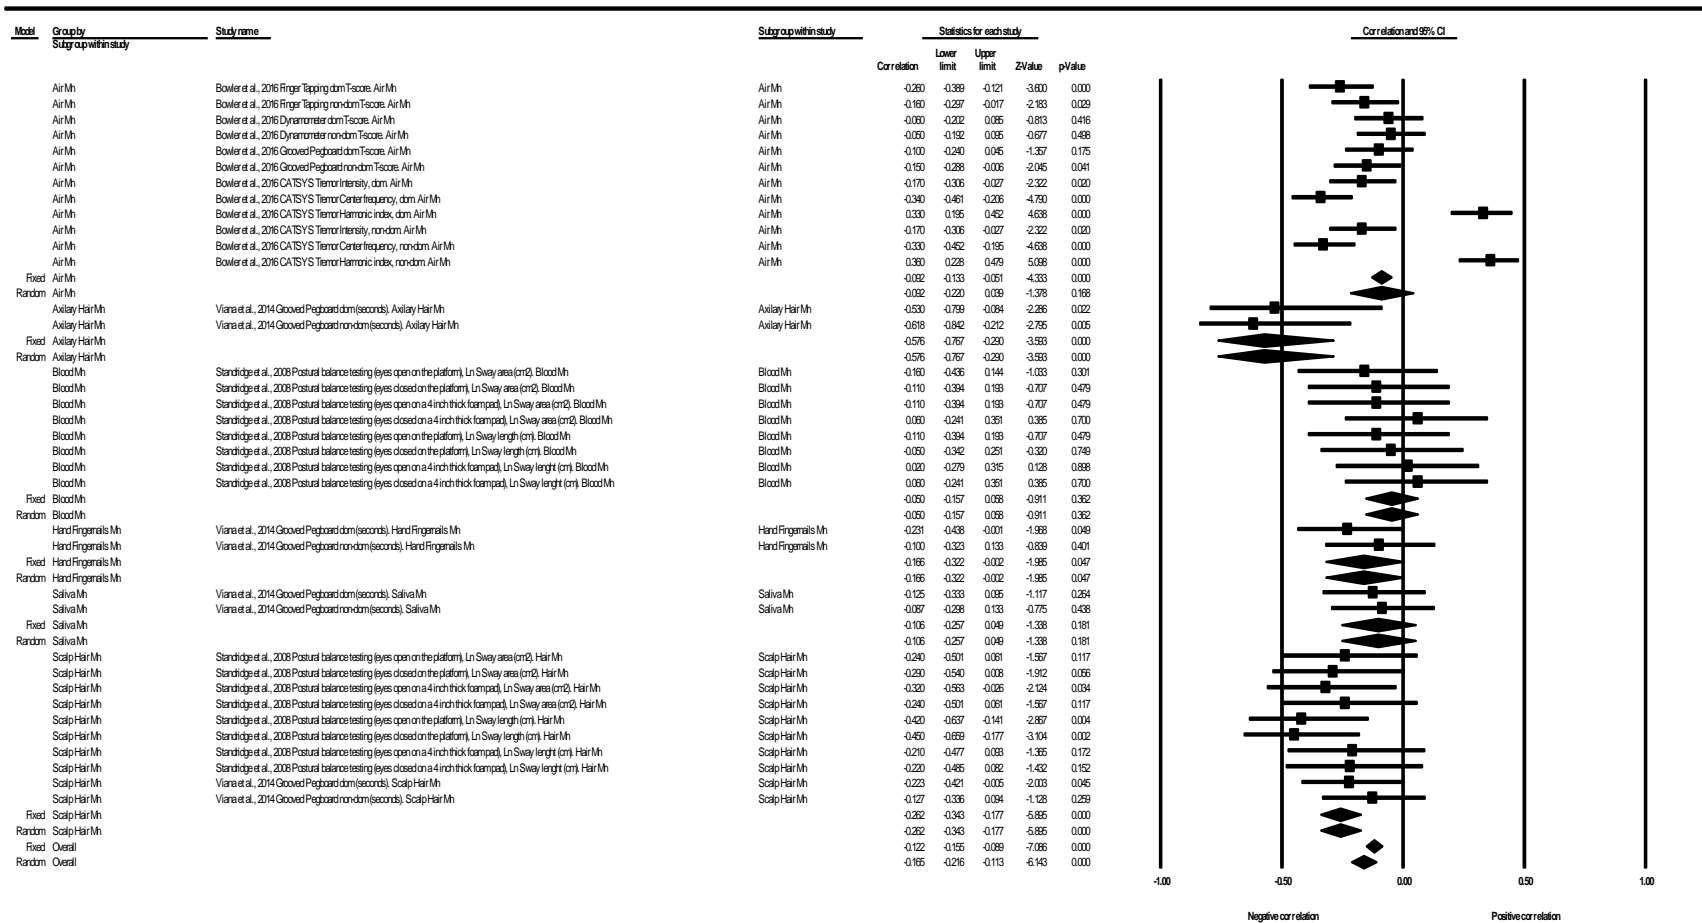 Model Group by Study name Subgroup within study Statistics for each study Correlation and 95% CI
Subgroup within study
Lower Upper
Correlation limit limit Z-Value p-Value
Air Mn Bowler et al., 2016 Finger Tapping dom T-score. Air Mn Air Mn -0.260 -0.389 -0.121 -3.600 0.000
Air Mn Bowler et al., 2016 Finger Tapping non-dom T-score. Air Mn Air Mn -0.160 -0.297 -0.017 -2.183 0.029
Air Mn Bowler et al., 2016 Dynamometer dom T-score. Air Mn Air Mn -0.060 -0.202 0.085 -0.813 0.416
Air Mn Bowler et al., 2016 Dynamometer non-dom T-score. Air Mn Air Mn -0.050 -0.192 0.095 -0.677 0.498
Air Mn Bowler et al., 2016 Grooved Pegboard dom T-score. Air Mn Air Mn -0.100 -0.240 0.045 -1.357 0.175
Air Mn Bowler et al., 2016 Grooved Pegboard non-dom T-score. Air Mn Air Mn -0.150 -0.288 -0.006 -2.045 0.041
Air Mn Bowler et al., 2016 CATSYS Tremor Intensity, dom. Air Mn Air Mn -0.170 -0.306 -0.027 -2.322 0.020
Air Mn Bowler et al., 2016 CATSYS Tremor Center frequency, dom. Air Mn Air Mn -0.340 -0.461 -0.206 -4.790 0.000
Air Mn Bowler et al., 2016 CATSYS Tremor Harmonic index, dom. Air Mn Air Mn 0.330 0.195 0.452 4.638 0.000
Air Mn Bowler et al., 2016 CATSYS Tremor Intensity, non-dom. Air Mn Air Mn -0.170 -0.306 -0.027 -2.322 0.020
Air Mn Bowler et al., 2016 CATSYS Tremor Center frequency, non-dom. Air Mn Air Mn -0.330 -0.452 -0.195 -4.638 0.000
Air Mn Bowler et al., 2016 CATSYS Tremor Harmonic index, non-dom. Air Mn Air Mn 0.360 0.228 0.479 5.098 0.000
Fixed Air Mn -0.092 -0.133 -0.051 -4.333 0.000
Random Air Mn -0.092 -0.220 0.039 -1.378 0.168
Axilary Hair Mn Viana et al., 2014 Grooved Pegboard dom (seconds). Axilary Hair Mn Axilary Hair Mn -0.530 -0.799 -0.084 -2.286 0.022
Axilary Hair Mn Viana et al., 2014 Grooved Pegboard non-dom (seconds). Axilary Hair Mn Axilary Hair Mn -0.618 -0.842 -0.212 -2.795 0.005
Fixed Axilary Hair Mn -0.576 -0.767 -0.290 -3.593 0.000
Random Axilary Hair Mn -0.576 -0.767 -0.290 -3.593 0.000
Blood Mn Standridge et al., 2008 Postural balance testing (eyes open on the platform), Ln Sway area (cm2). Blood Mn Blood Mn -0.160 -0.436 0.144 -1.033 0.301
Blood Mn Standridge et al., 2008 Postural balance testing (eyes closed on the platform), Ln Sway area (cm2). Blood Mn Blood Mn -0.110 -0.394 0.193 -0.707 0.479
Blood Mn Standridge et al., 2008 Postural balance testing (eyes open on a 4 inch thick foam pad), Ln Sway area (cm2). Blood Mn Blood Mn -0.110 -0.394 0.193 -0.707 0.479
Blood Mn Standridge et al., 2008 Postural balance testing (eyes closed on a 4 inch thick foam pad), Ln Sway area (cm2). Blood Mn Blood Mn 0.060 -0.241 0.351 0.385 0.700
Blood Mn Standridge et al., 2008 Postural balance testing (eyes open on the platform), Ln Sway length (cm). Blood Mn Blood Mn -0.110 -0.394 0.193 -0.707 0.479
Blood Mn Standridge et al., 2008 Postural balance testing (eyes closed on the platform), Ln Sway length (cm). Blood Mn Blood Mn -0.050 -0.342 0.251 -0.320 0.749
Blood Mn Standridge et al., 2008 Postural balance testing (eyes open on a 4 inch thick foam pad), Ln Sway lenght (cm). Blood Mn Blood Mn 0.020 -0.279 0.315 0.128 0.898
Blood Mn Standridge et al., 2008 Postural balance testing (eyes closed on a 4 inch thick foam pad), Ln Sway lenght (cm). Blood Mn Blood Mn 0.060 -0.241 0.351 0.385 0.700
Fixed Blood Mn -0.050 -0.157 0.058 -0.911 0.362
Random Blood Mn -0.050 -0.157 0.058 -0.911 0.362
Hand Fingernails Mn Viana et al., 2014 Grooved Pegboard dom (seconds). Hand Fingernails Mn Hand Fingernails Mn -0.231 -0.438 -0.001 -1.968 0.049
Hand Fingernails Mn Viana et al., 2014 Grooved Pegboard non-dom (seconds). Hand Fingernails Mn Hand Fingernails Mn -0.100 -0.323 0.133 -0.839 0.401
Fixed Hand Fingernails Mn -0.166 -0.322 -0.002 -1.985 0.047
Random Hand Fingernails Mn -0.166 -0.322 -0.002 -1.985 0.047
Saliva Mn Viana et al., 2014 Grooved Pegboard dom (seconds). Saliva Mn Saliva Mn -0.125 -0.333 0.095 -1.117 0.264
Saliva Mn Viana et al., 2014 Grooved Pegboard non-dom (seconds). Saliva Mn Saliva Mn -0.087 -0.298 0.133 -0.775 0.438
Fixed Saliva Mn -0.106 -0.257 0.049 -1.338 0.181
Random Saliva Mn -0.106 -0.257 0.049 -1.338 0.181
Scalp Hair Mn Standridge et al., 2008 Postural balance testing (eyes open on the platform), Ln Sway area (cm2). Hair Mn Scalp Hair Mn -0.240 -0.501 0.061 -1.567 0.117
Scalp Hair Mn Standridge et al., 2008 Postural balance testing (eyes closed on the platform), Ln Sway area (cm2). Hair Mn Scalp Hair Mn -0.290 -0.540 0.008 -1.912 0.056
Scalp Hair Mn Standridge et al., 2008 Postural balance testing (eyes open on a 4 inch thick foam pad), Ln Sway area (cm2). Hair Mn Scalp Hair Mn -0.320 -0.563 -0.026 -2.124 0.034
Scalp Hair Mn Standridge et al., 2008 Postural balance testing (eyes closed on a 4 inch thick foam pad), Ln Sway area (cm2). Hair Mn Scalp Hair Mn -0.240 -0.501 0.061 -1.567 0.117
Scalp Hair Mn Standridge et al., 2008 Postural balance testing (eyes open on the platform), Ln Sway length (cm). Hair Mn Scalp Hair Mn -0.420 -0.637 -0.141 -2.867 0.004
Scalp Hair Mn Standridge et al., 2008 Postural balance testing (eyes closed on the platform), Ln Sway length (cm). Hair Mn Scalp Hair Mn -0.450 -0.659 -0.177 -3.104 0.002
Scalp Hair Mn Standridge et al., 2008 Postural balance testing (eyes open on a 4 inch thick foam pad), Ln Sway lenght (cm). Hair Mn Scalp Hair Mn -0.210 -0.477 0.093 -1.365 0.172
Scalp Hair Mn Standridge et al., 2008 Postural balance testing (eyes closed on a 4 inch thick foam pad), Ln Sway lenght (cm). Hair Mn Scalp Hair Mn -0.220 -0.485 0.082 -1.432 0.152
Scalp Hair Mn Viana et al., 2014 Grooved Pegboard dom (seconds). Scalp Hair Mn Scalp Hair Mn -0.223 -0.421 -0.005 -2.003 0.045
Scalp Hair Mn Viana et al., 2014 Grooved Pegboard non-dom (seconds). Scalp Hair Mn Scalp Hair Mn -0.127 -0.336 0.094 -1.128 0.259
Fixed Scalp Hair Mn -0.262 -0.343 -0.177 -5.895 0.000
Random Scalp Hair Mn -0.262 -0.343 -0.177 -5.895 0.000
Fixed Overall -0.122 -0.155 -0.089 -7.086 0.000
Random Overall -0.165 -0.216 -0.113 -6.143 0.000
-1.00 -0.50 0.00 0.50 1.00
Negative correlation Positive correlation